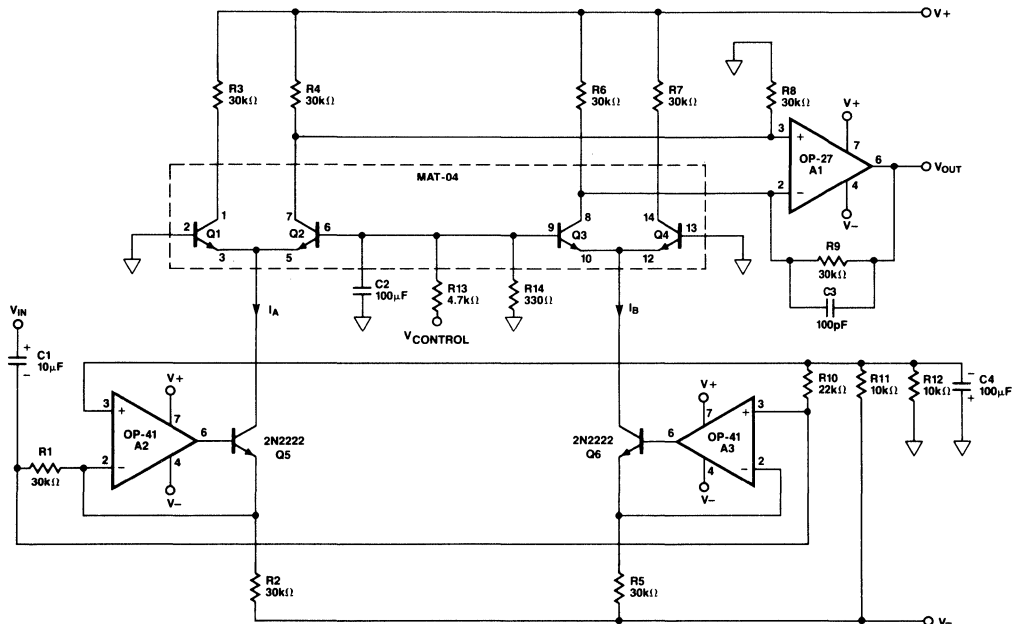 V+
R3
30kΩ
R4
30kΩ
R6
30kΩ
R7
30kΩ
R8
30kΩ
V+
3
+
7
OP-27
A1
6
VOUT
2
−
4
V−
MAT-04
1
2
Q1
3
7
Q2
6
5
8
9
Q3
10
14
Q4
13
12
R9
30kΩ
C3
100pF
C2
100μF
R13
4.7kΩ
VCONTROL
R14
330Ω
IA
IB
VIN
+
C1
10μF
−
3
+
V+
7
OP-41
A2
6
2
−
4
V−
R1
30kΩ
2N2222
Q5
2N2222
Q6
V+
7
3
+
OP-41
A3
6
4
−
2
V−
R10
22kΩ
R11
10kΩ
R12
10kΩ
−
C4
100μF
+
R2
30kΩ
R5
30kΩ
V−